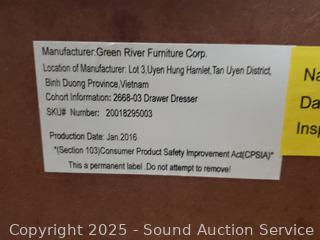 Manufacturer:Green River Furniture Corp.
Location of Manufacturer: Lot 3,Uyen Hung Hamlet,Tan Uyen District,
Binh Duong Province,Vietnam
Cohort Information: 2668-03 Drawer Dresser
SKU# Number: 20018295003
Production Date: Jan.2016
"(Section 103)Consumer Product Safety Improvement Act(CPSIA)"
This is a permanent label .Do not attempt to remove!
Na
Da
Insp
Copyright © 2025 - Sound Auction Service